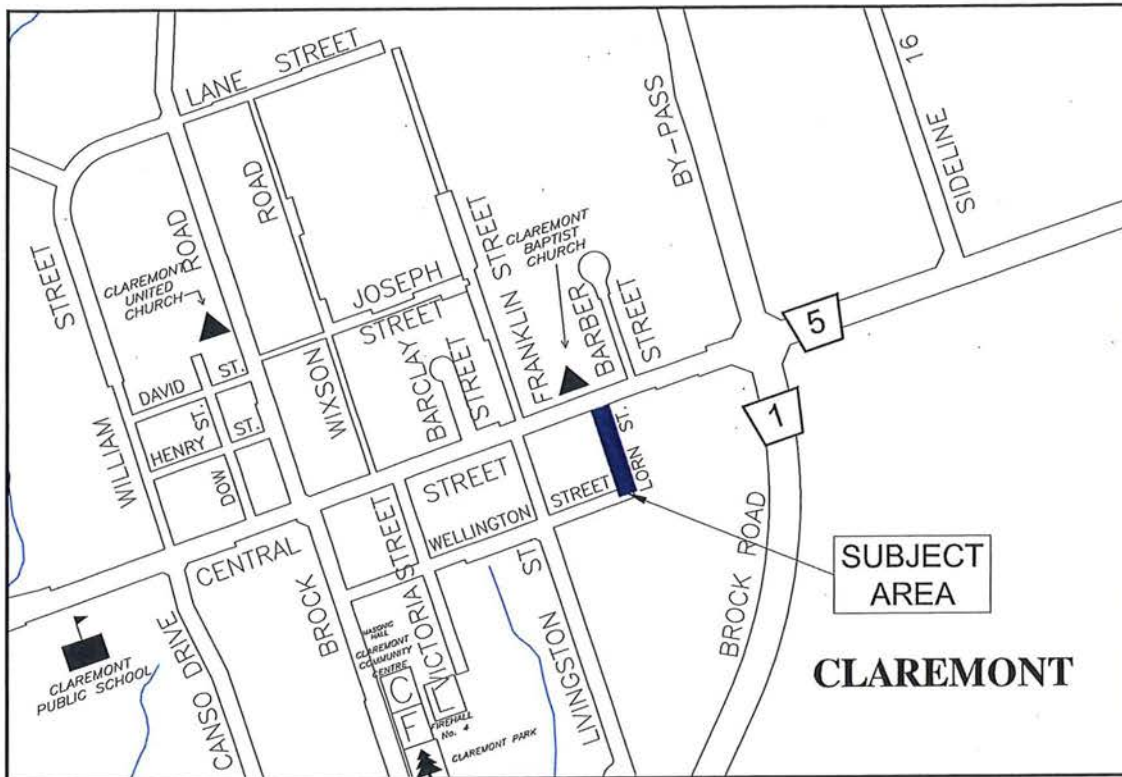 LANE STREET
BY-PASS
SIDELINE 16
ROAD
STREET
ROAD
CLAREMONT
UNITED
CHURCH
JOSEPH
STREET
FRANKLIN STREET
CLAREMONT
BAPTIST
CHURCH
BARBER
STREET
5
DAVID ST.
HENRY ST.
ST.
DOW
WILLIAM
WIXSON
BARCLAY
STREET
1
LORN ST.
STREET
WELLINGTON STREET
CENTRAL
BROCK
VICTORIA STREET
LIVINGSTON ST
BROCK ROAD
SUBJECT
AREA
CLAREMONT
CLAREMONT
PUBLIC SCHOOL
CANSO DRIVE
MASONIC
HALL
CLAREMONT
COMMUNITY
CENTRE
C
F
FIREHALL
No. 4
CLAREMONT PARK